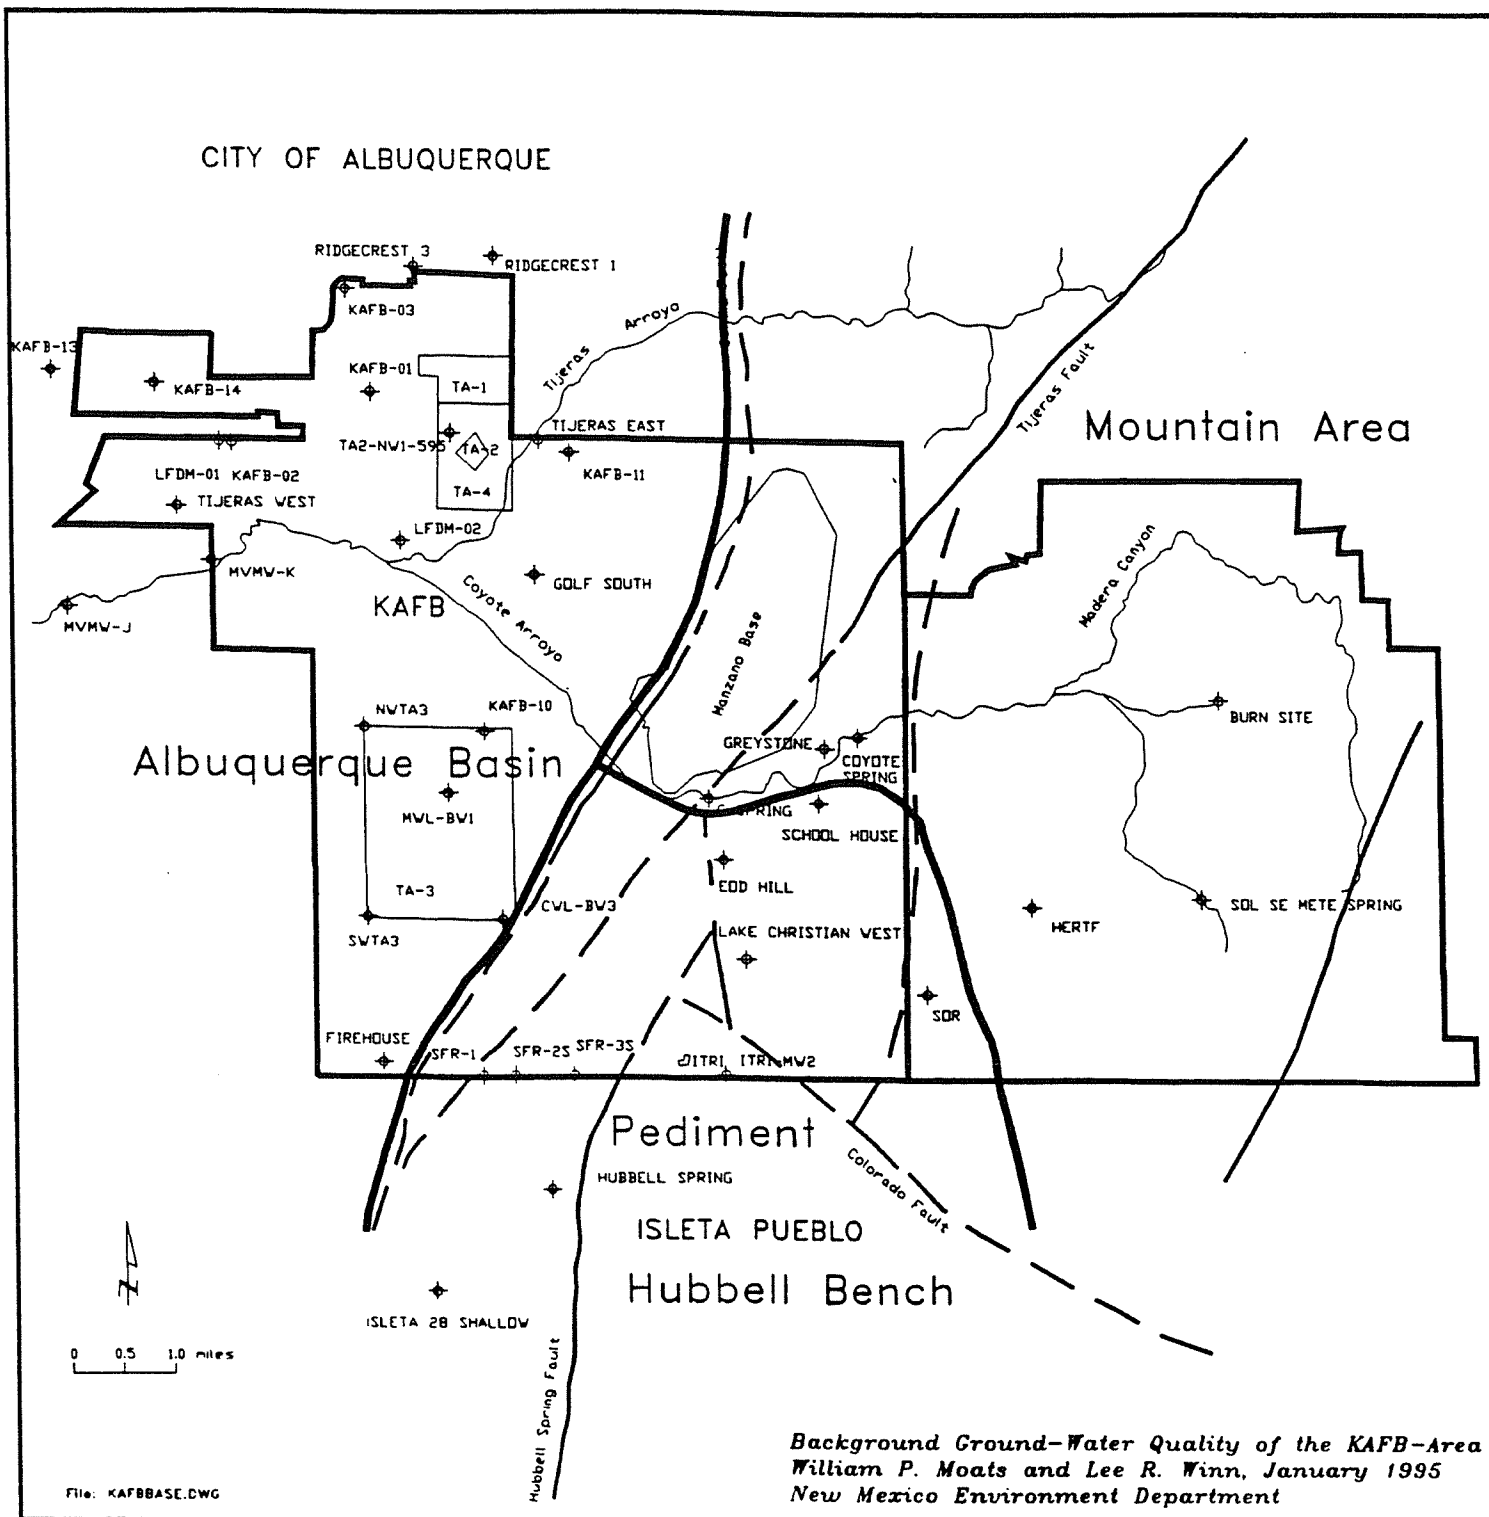 CITY OF ALBUQUERQUE
RIDGECREST 3
RIDGECREST 1
KAFB-03
Tijeras Arroyo
KAFB-13
KAFB-14
KAFB-01
TA-1
Tijeras Fault
Mountain Area
TIJERAS EAST
TA2-NW1-595
TA-2
KAFB-11
LFDM-01
KAFB-02
TA-4
TIJERAS WEST
LFDM-02
MVMW-K
GOLF SOUTH
Coyote Arroyo
KAFB
MVMW-J
Madera Canyon
Manzano Base
NWTA3
KAFB-10
BURN SITE
GREYSTONE
Albuquerque Basin
COYOTE
SPRING
SPRING
MWL-BW1
SCHOOL HOUSE
EOD HILL
TA-3
CWL-BW3
SOL SE METE SPRING
SWTA3
LAKE CHRISTIAN WEST
HERTF
SOR
FIREHOUSE
SFR-1
SFR-2S
SFR-3S
ITRI
ITRI-MW2
Pediment
Colorado Fault
HUBBELL SPRING
ISLETA PUEBLO
Hubbell Bench
N
ISLETA 28 SHALLOW
0 0.5 1.0 miles
Hubbell Spring Fault
Background Ground-Water Quality of the KAFB-Area
William P. Moats and Lee R. Winn, January 1995
New Mexico Environment Department
File: KAFBBASE.DWG